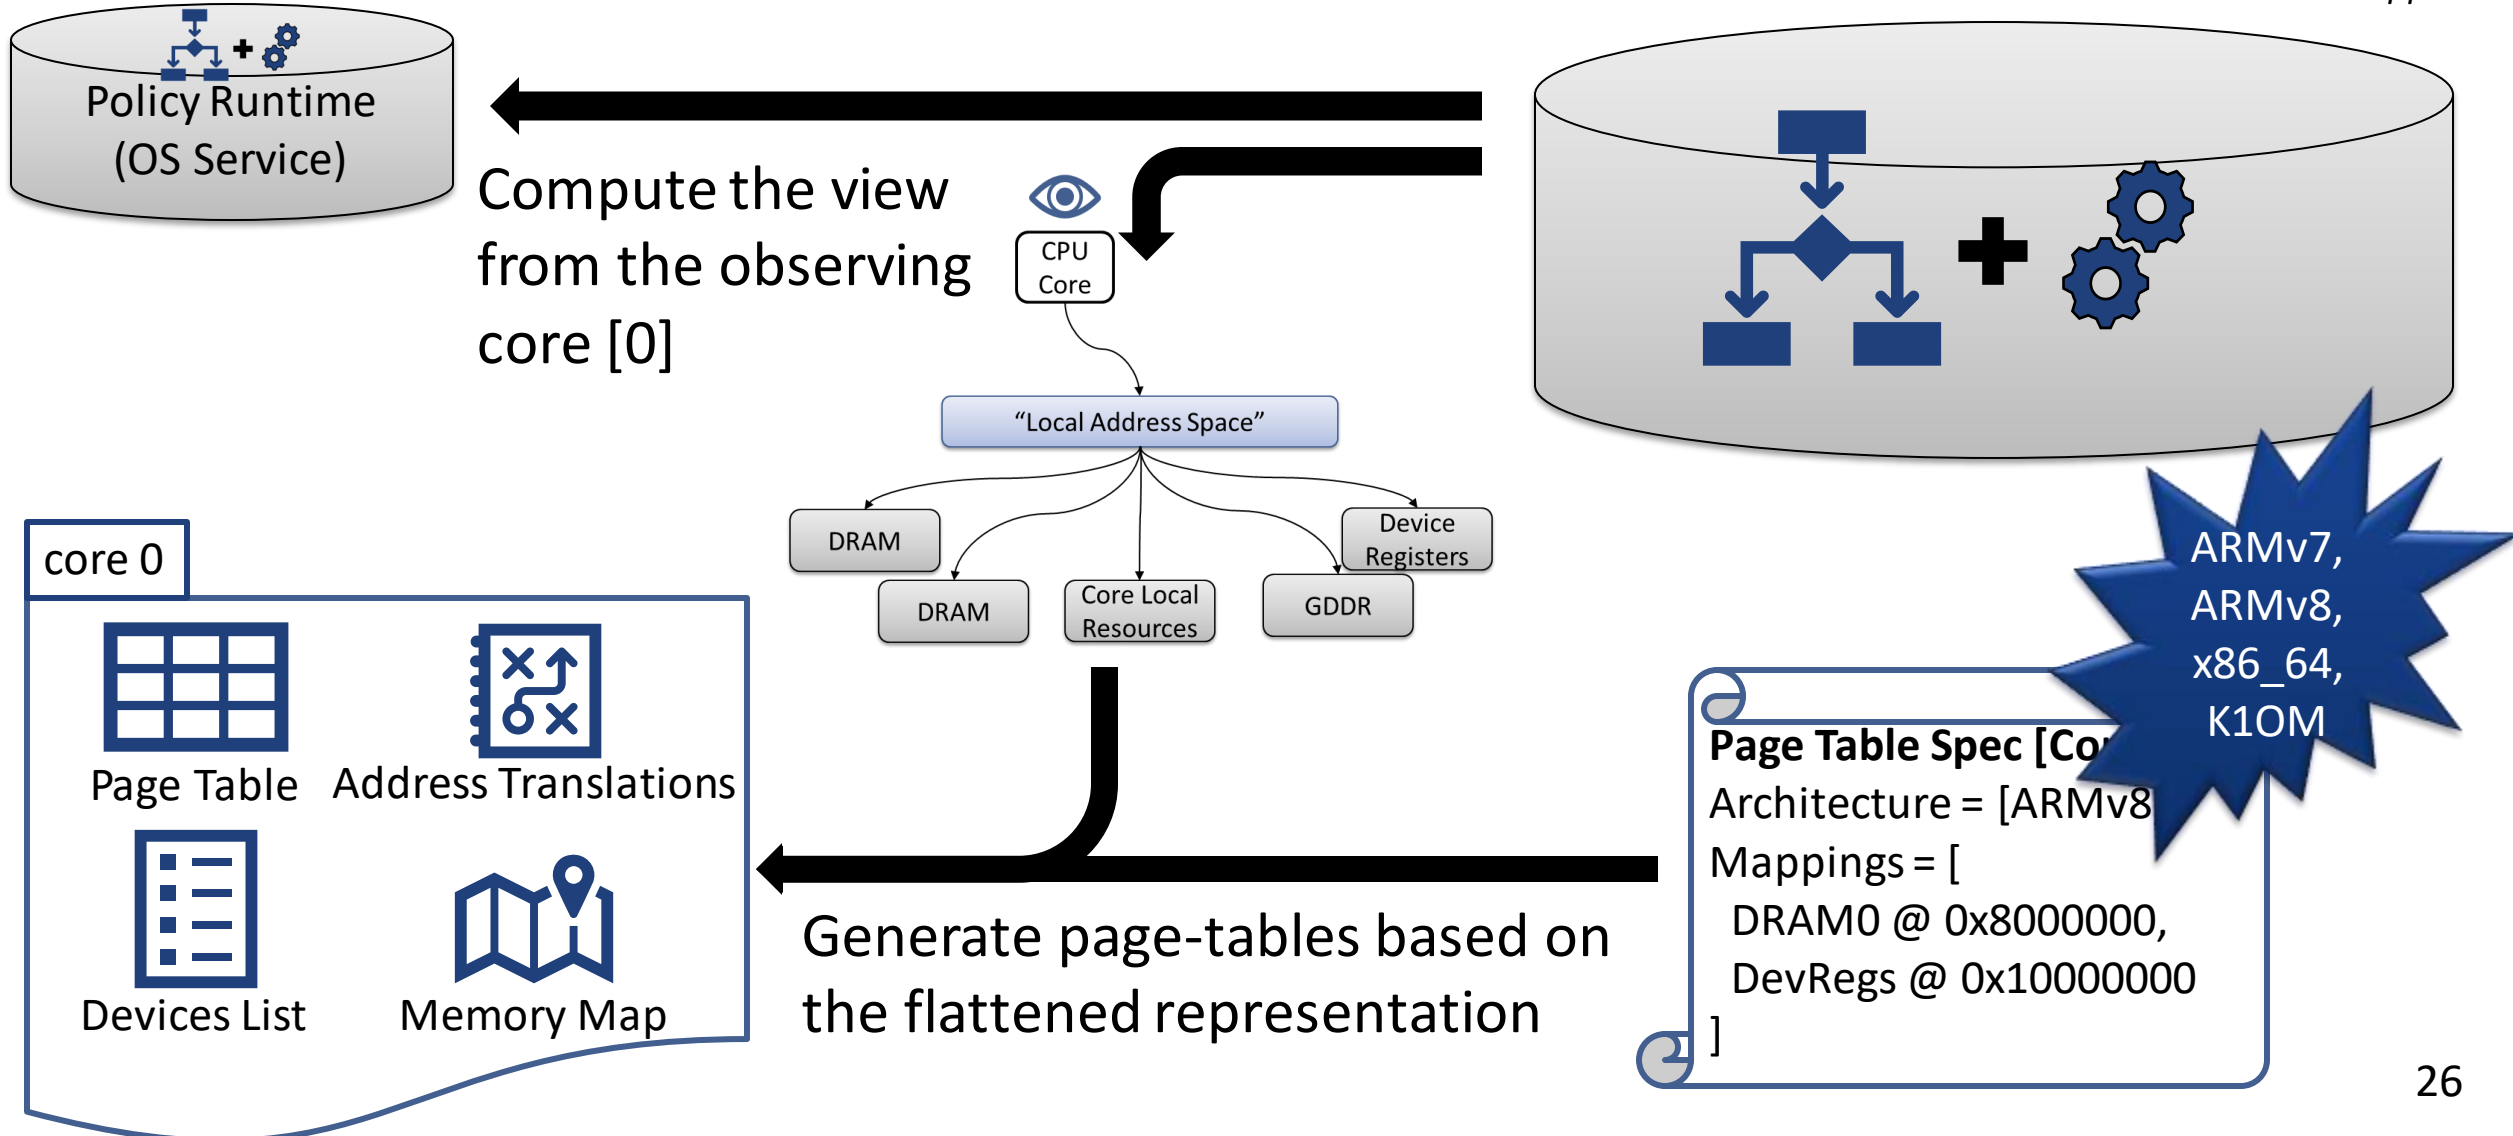 Policy Runtime
(OS Service)
Compute the view
from the observing
core [0]
CPU
Core
“Local Address Space”
DRAM
DRAM
Core Local
Resources
GDDR
Device
Registers
core 0
Page Table
Address Translations
Devices List
Memory Map
Generate page-tables based on
the flattened representation
ARMv7,
ARMv8,
x86_64,
K1OM
Page Table Spec
Architecture = [ARMv8
Mappings = [
DRAM0 @ 0x8000000,
DevRegs @ 0x10000000
]
26